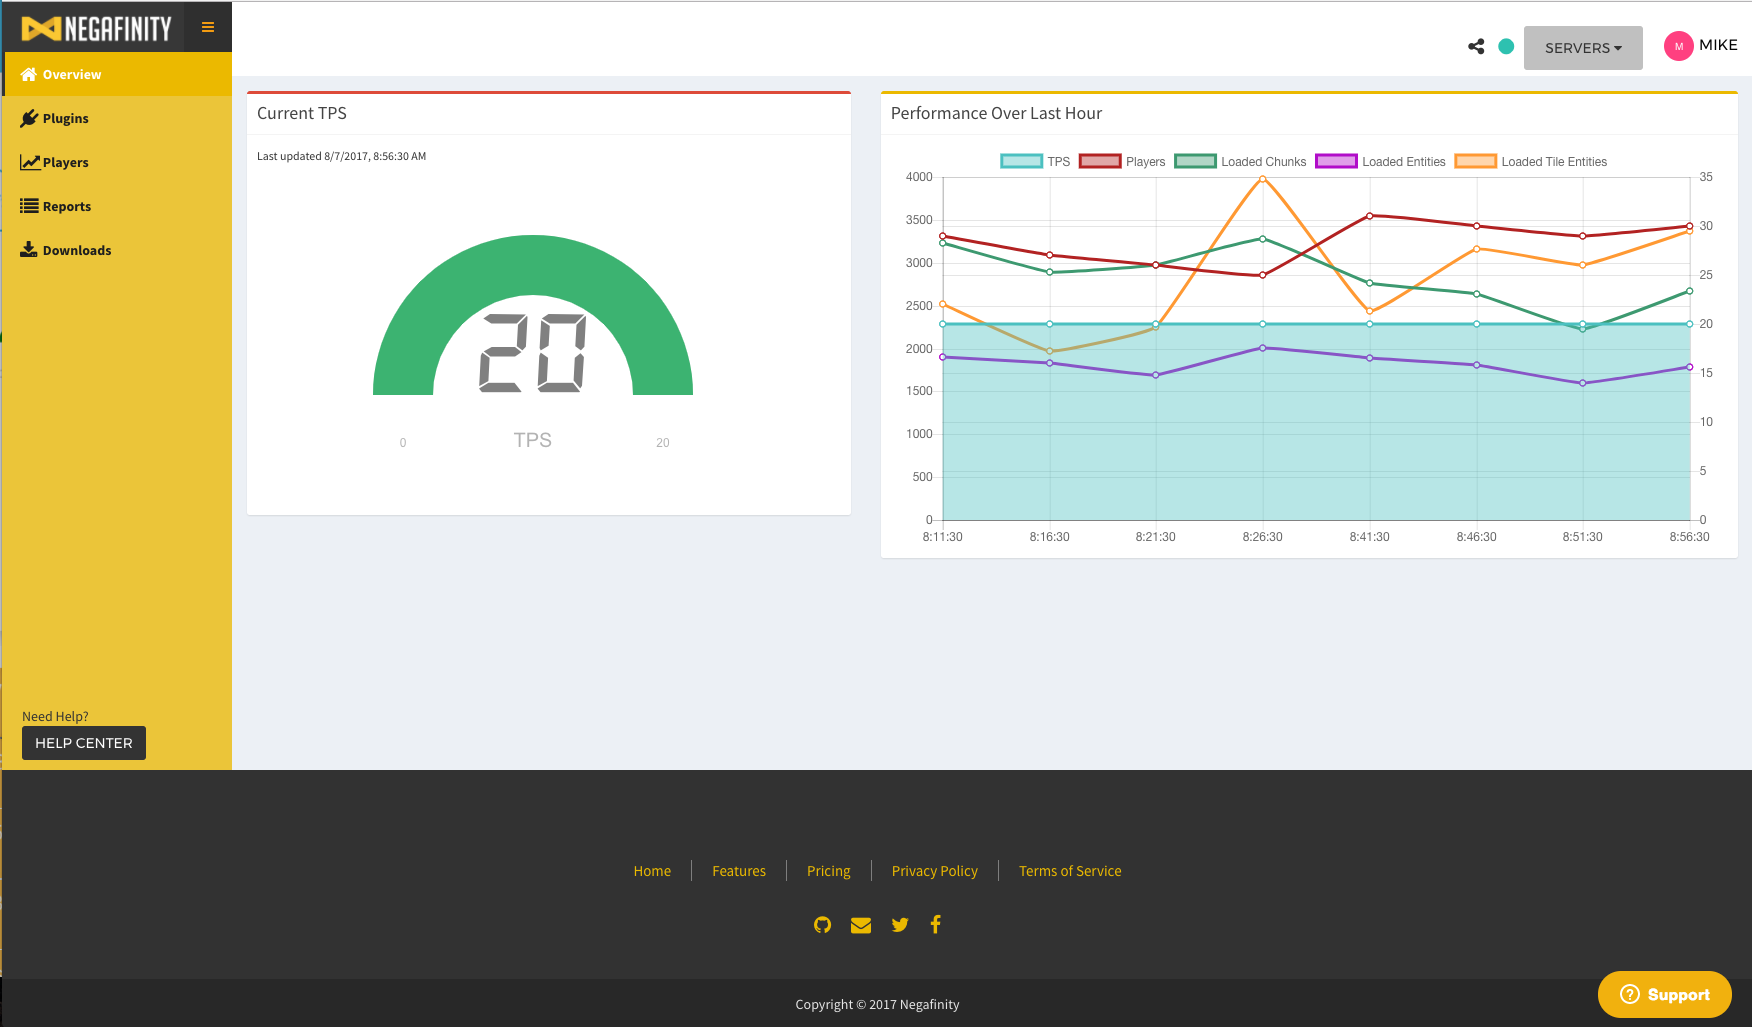 NEGAFINITY
SERVERS
M
MIKE
Overview
Plugins
Players
Reports
Downloads
Need Help?
HELP CENTER
Current TPS
Last updated 8/7/2017, 8:56:30 AM
20
0
TPS
20
Performance Over Last Hour
TPS Players Loaded Chunks Loaded Entities Loaded Tile Entities
4000
3500
3000
2500
2000
1500
1000
500
0
35
30
25
20
15
10
5
0
8:11:30 8:16:30 8:21:30 8:26:30 8:41:30 8:46:30 8:51:30 8:56:30
Home Features Pricing Privacy Policy Terms of Service
Copyright © 2017 Negafinity
Support